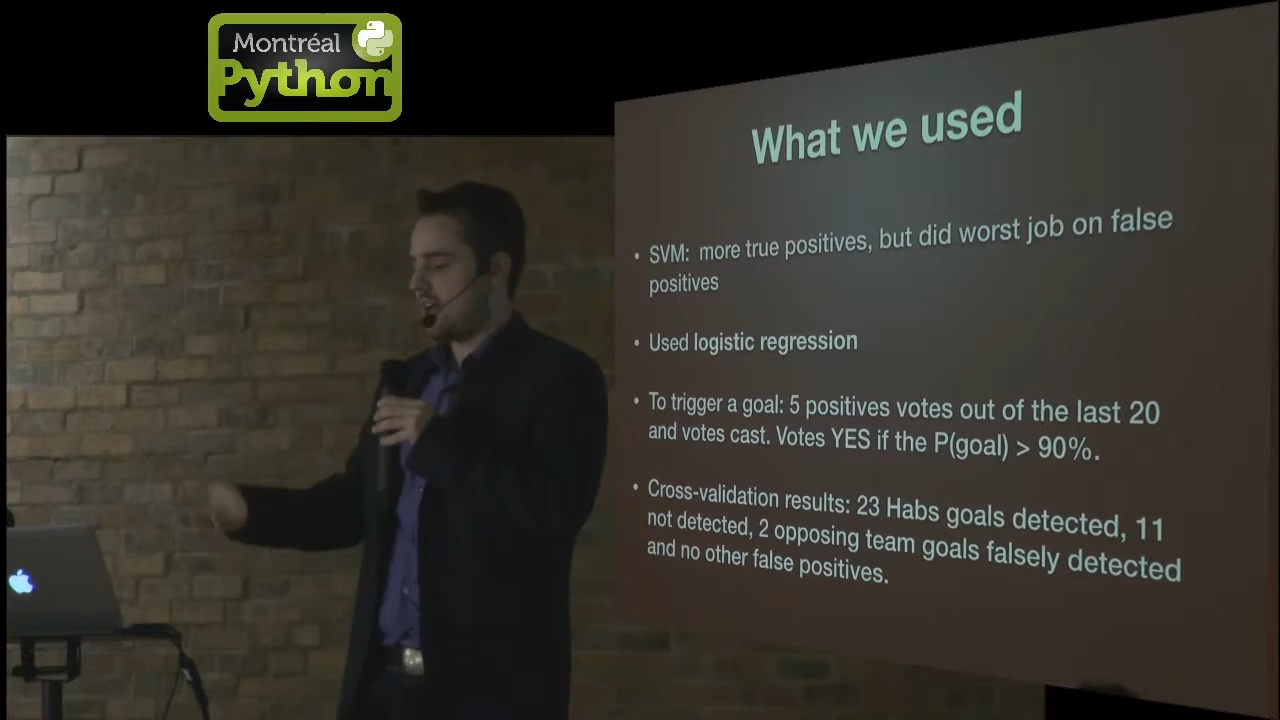 Montréal
Python
What we used
• SVM: more true positives, but did worst job on false
positives
• Used logistic regression
• To trigger a goal: 5 positives votes out of the last 20
and votes cast. Votes YES if the P(goal) > 90%.
• Cross-validation results: 23 Habs goals detected, 11
not detected, 2 opposing team goals falsely detected
and no other false positives.